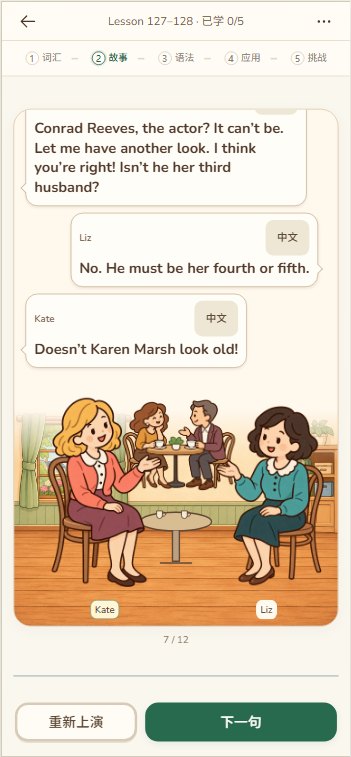 Lesson 127–128 · 已学 0/5
1 词汇 – 2 故事 – 3 语法 – 4 应用 – 5 挑战
Conrad Reeves, the actor? It can't be.
Let me have another look. I think
you're right! Isn't he her third
husband?
Liz
中文
No. He must be her fourth or fifth.
Kate
中文
Doesn't Karen Marsh look old!
Kate
Liz
7 / 12
重新上演
下一句